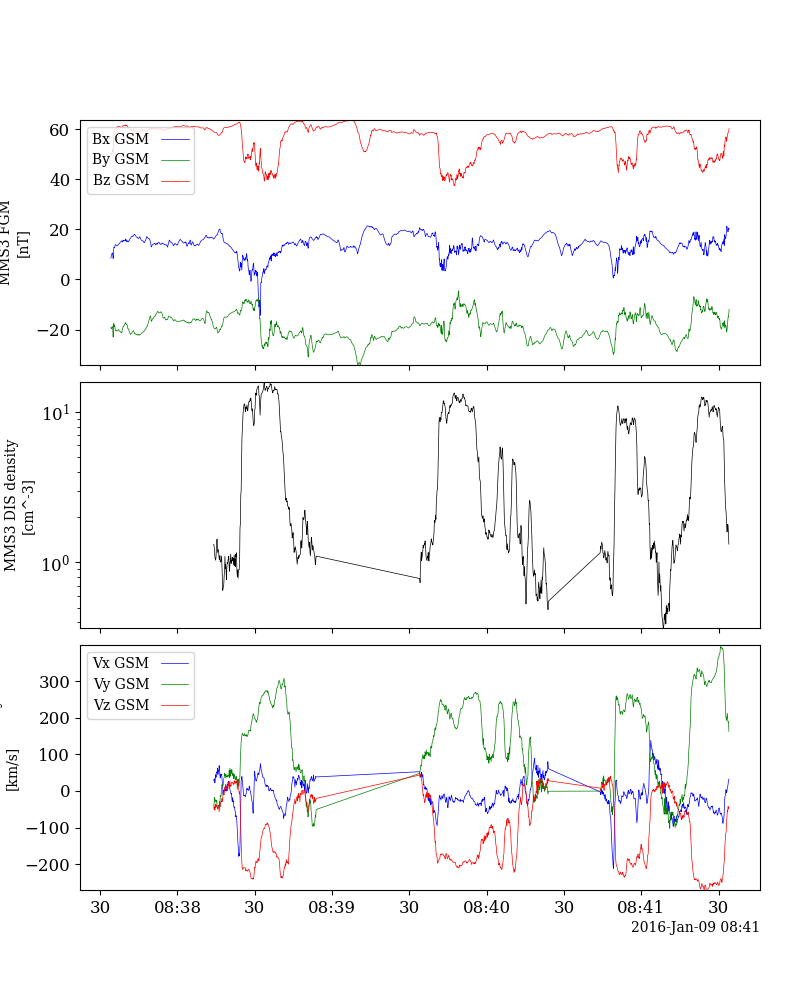 60
40
20
0
−20
MMS3 FGM
[nT]
Bx GSM
By GSM
Bz GSM
10^1
10^0
MMS3 DIS density
[cm^-3]
300
200
100
0
−100
−200
[km/s]
Vx GSM
Vy GSM
Vz GSM
30 08:38 30 08:39 30 08:40 30 08:41 30
2016-Jan-09 08:41